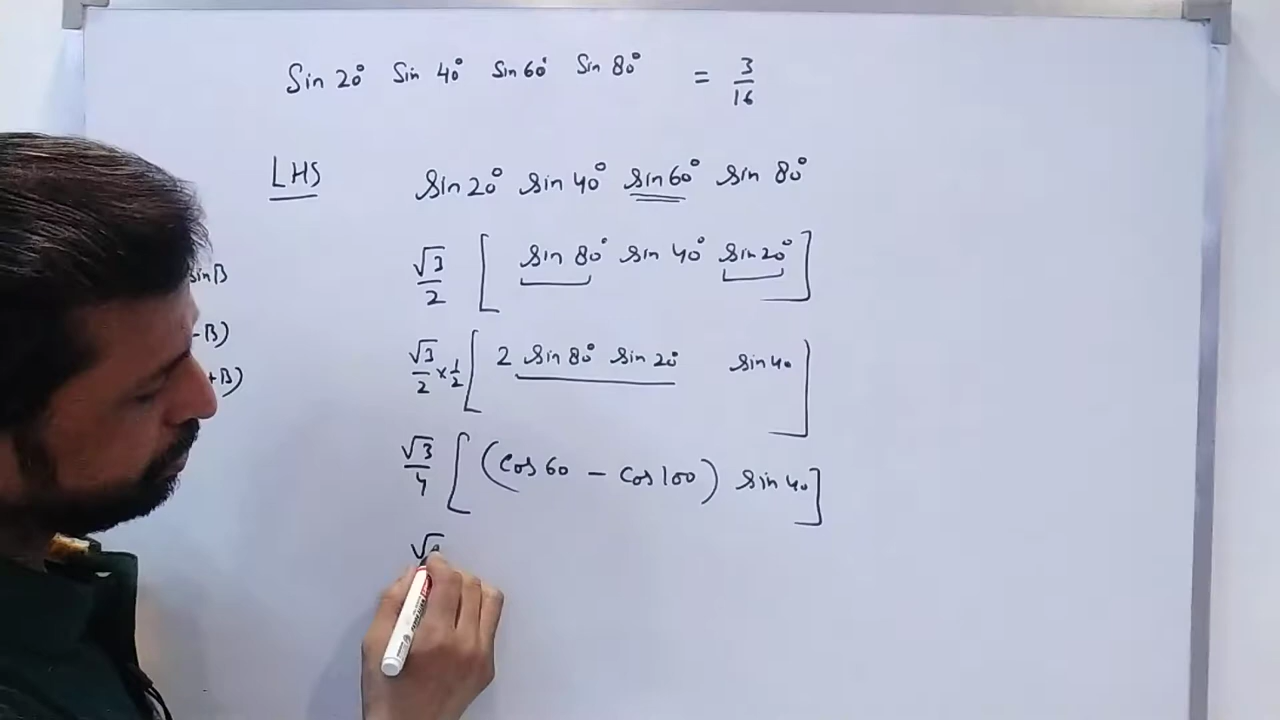 Sin 20° Sin 40° Sin 60° Sin 80° = 3/16
LHS Sin 20° Sin 40° Sin 60° Sin 80°
√3/2 [ Sin 80° Sin 40° Sin 20° ]
sinB
√3/2 × 1/2 [ 2 Sin 80° Sin 20° Sin 40 ]
-B)
+B)
√3/4 [ (Cos 60 - Cos 100) Sin 40 ]